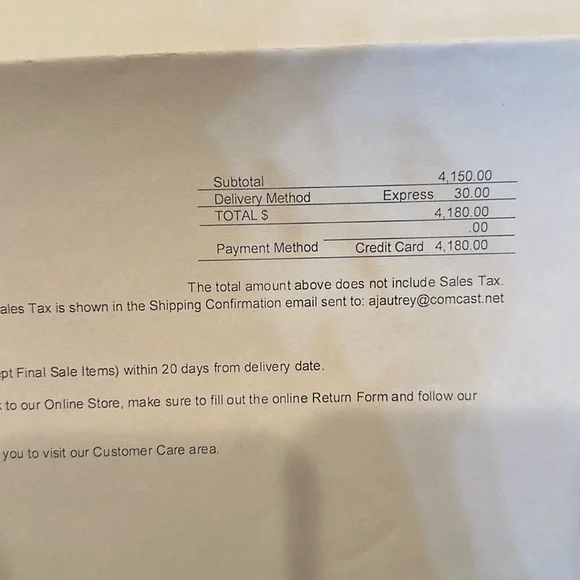 Subtotal 4,150.00
Delivery Method Express 30.00
TOTAL $ 4,180.00
.00
Payment Method Credit Card 4,180.00
The total amount above does not include Sales Tax.
ales Tax is shown in the Shipping Confirmation email sent to: ajautrey@comcast.net
ept Final Sale Items) within 20 days from delivery date.
to our Online Store, make sure to fill out the online Return Form and follow our
you to visit our Customer Care area.